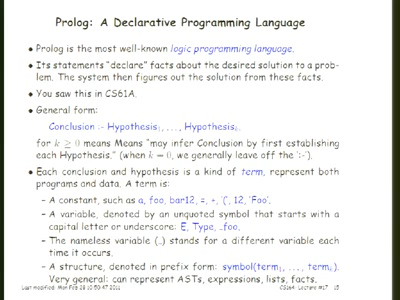 Prolog: A Declarative Programming Language
• Prolog is the most well-known logic programming language.
• Its statements "declare" facts about the desired solution to a prob-
lem. The system then figures out the solution from these facts.
• You saw this in CS61A.
• General form:
Conclusion :- Hypothesis₁, ..., Hypothesisₖ.
for k ≥ 0 means Means "may infer Conclusion by first establishing
each Hypothesis." (when k = 0, we generally leave off the ':-').
• Each conclusion and hypothesis is a kind of term, represent both
programs and data. A term is:
– A constant, such as a, foo, bar12, =, +, '(', 12, 'Foo'.
– A variable, denoted by an unquoted symbol that starts with a
capital letter or underscore: E, Type, _foo.
– The nameless variable (_) stands for a different variable each
time it occurs.
– A structure, denoted in prefix form: symbol(term₁, ..., termₖ).
Very general: can represent ASTs, expressions, lists, facts.
Last modified: Mon Feb 28 10:50:47 2011 CS164: Lecture #17 15